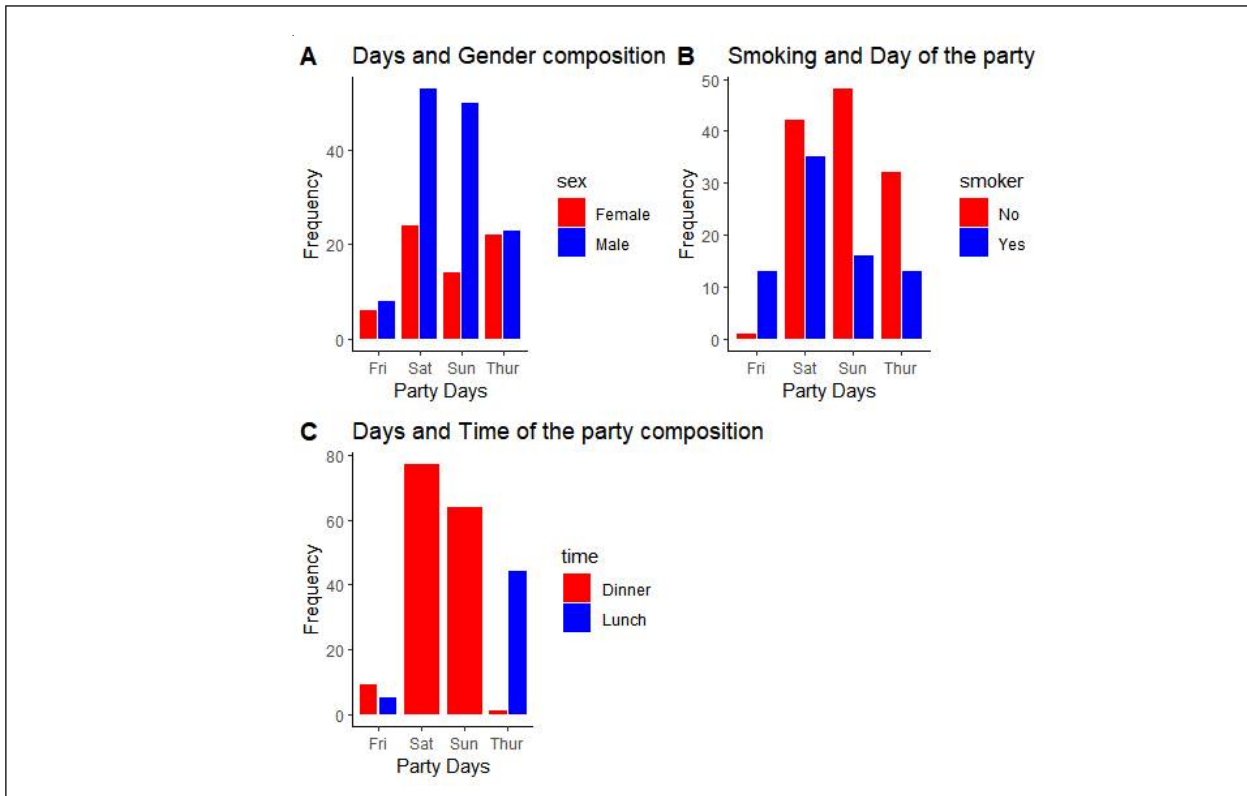 A Days and Gender composition
Frequency
40
20
0
Fri Sat Sun Thur
Party Days
sex
Female
Male
B Smoking and Day of the party
Frequency
50
40
30
20
10
0
Fri Sat Sun Thur
Party Days
smoker
No
Yes
C Days and Time of the party composition
Frequency
80
60
40
20
0
Fri Sat Sun Thur
Party Days
time
Dinner
Lunch